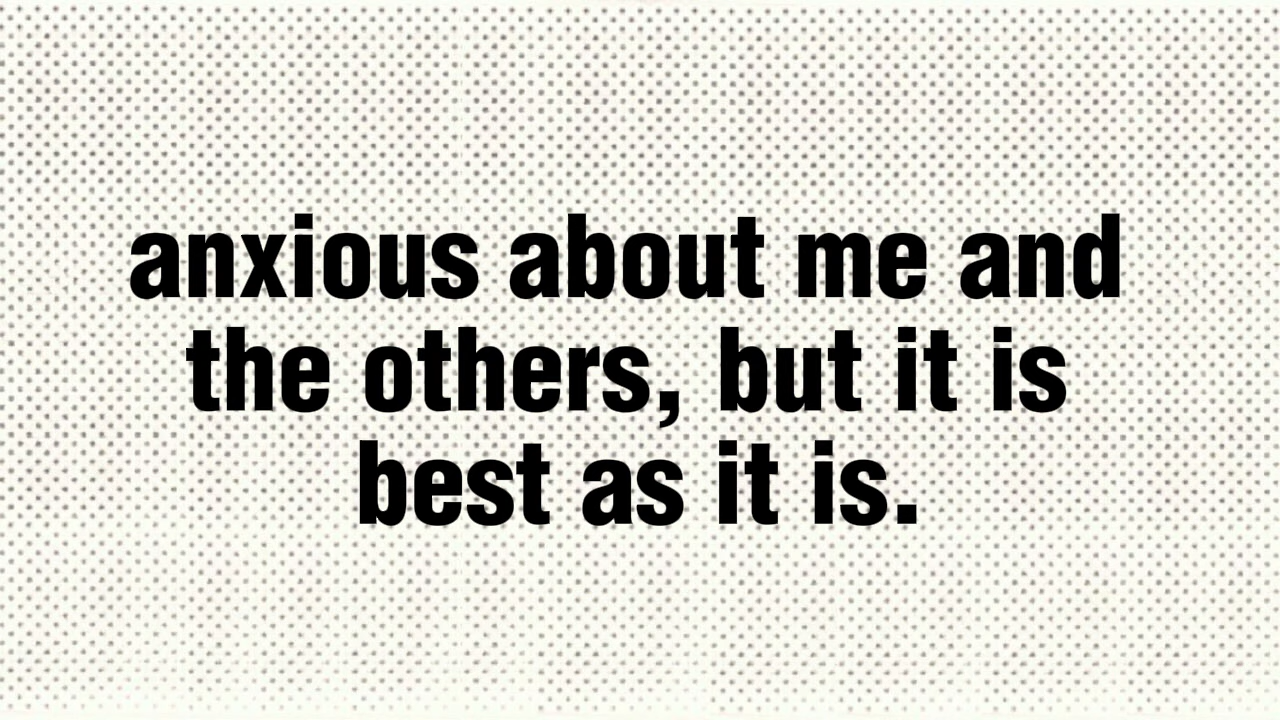 anxious about me and
the others, but it is
best as it is.